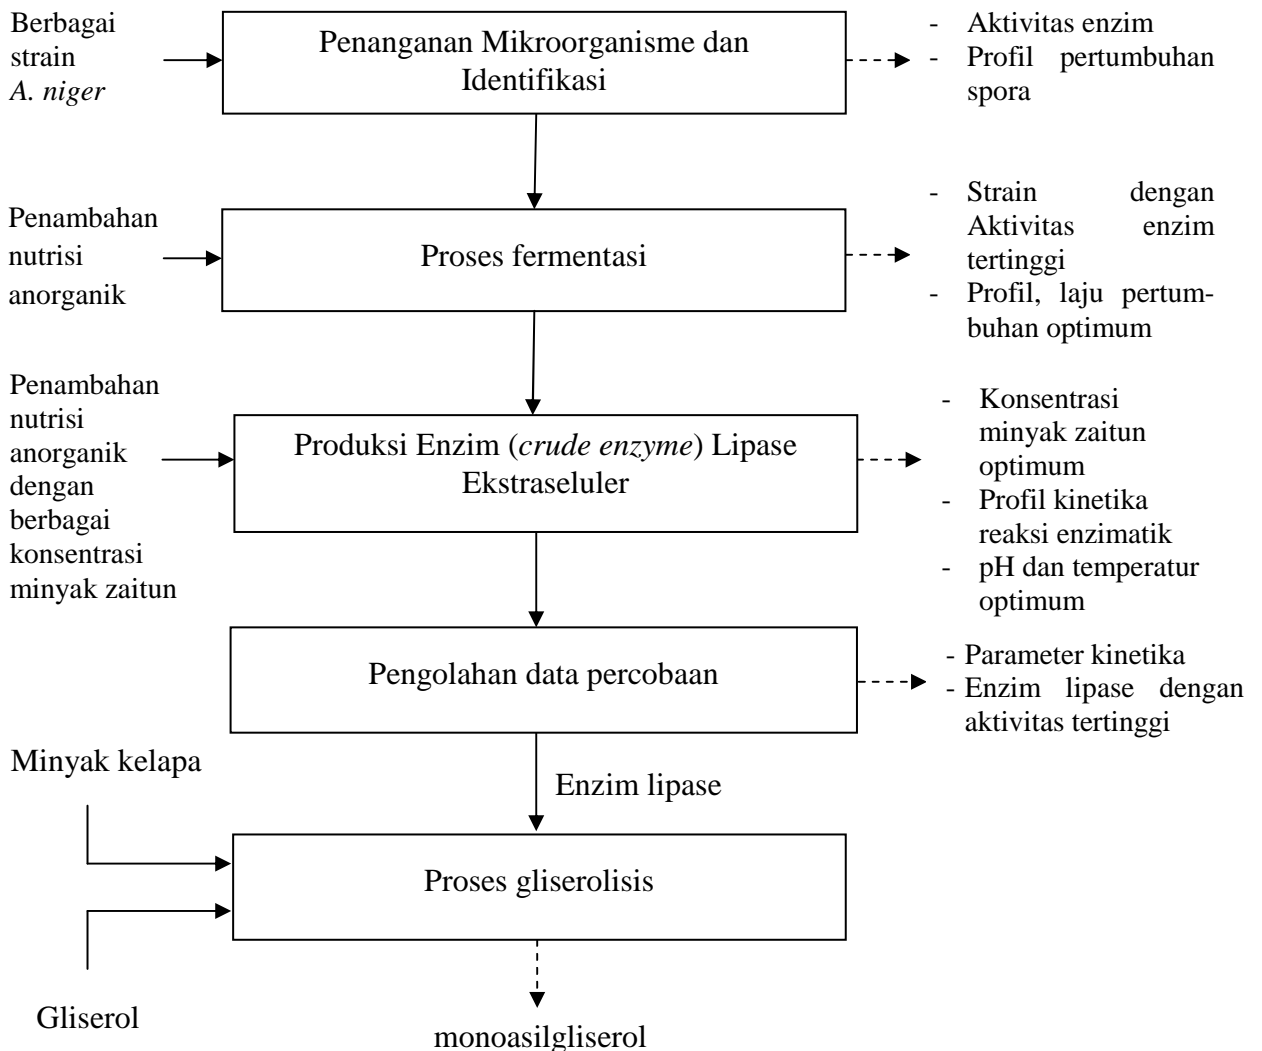 Berbagai
strain
A. niger
Penanganan Mikroorganisme dan
Identifikasi
- Aktivitas enzim
- Profil pertumbuhan
spora
Penambahan
nutrisi
anorganik
Proses fermentasi
- Strain dengan
Aktivitas enzim
tertinggi
- Profil, laju pertum-
buhan optimum
Penambahan
nutrisi
anorganik
dengan
berbagai
konsentrasi
minyak zaitun
Produksi Enzim (crude enzyme) Lipase
Ekstraseluler
- Konsentrasi
minyak zaitun
optimum
- Profil kinetika
reaksi enzimatik
- pH dan temperatur
optimum
Pengolahan data percobaan
- Parameter kinetika
- Enzim lipase dengan
aktivitas tertinggi
Minyak kelapa
Enzim lipase
Proses gliserolisis
Gliserol
monoasilgliserol